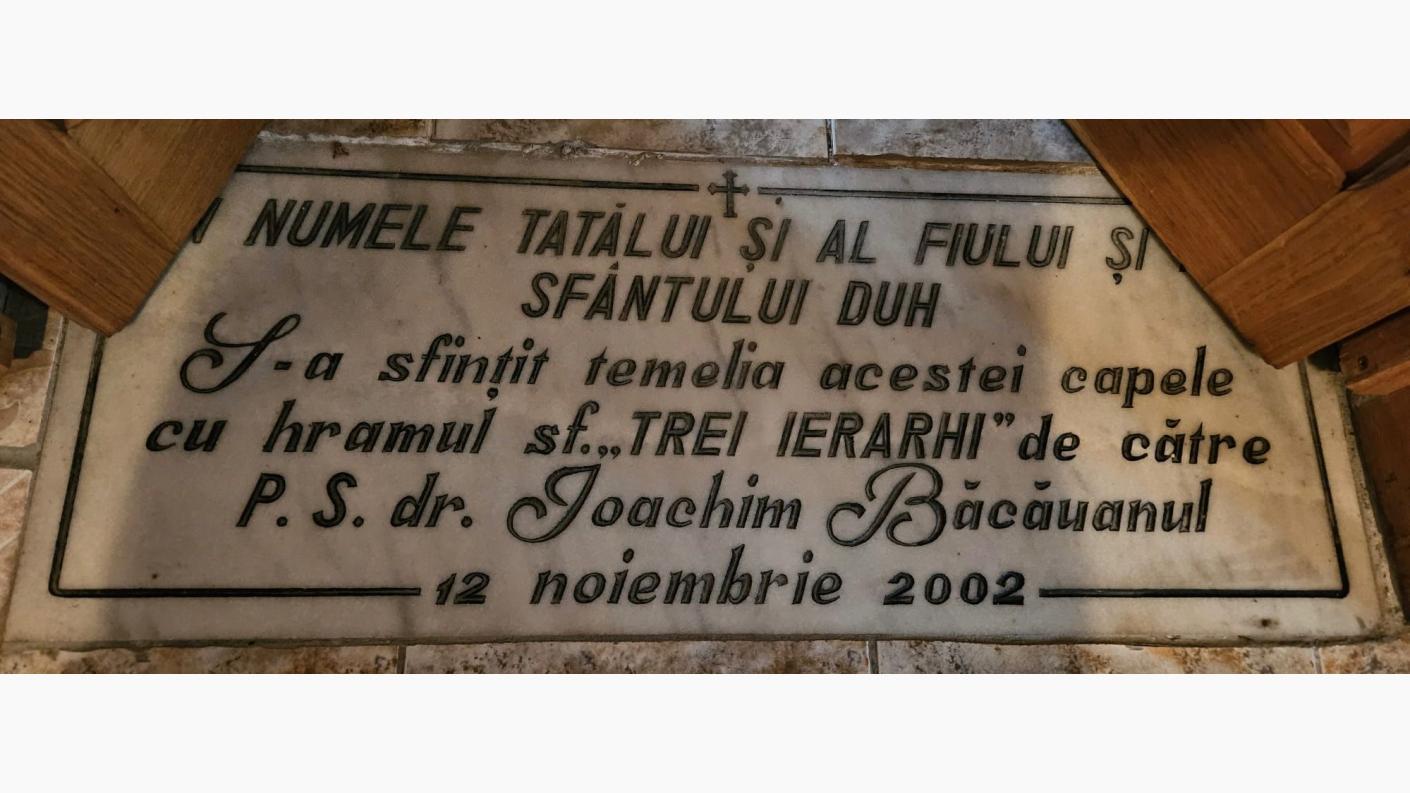 NUMELE TATĂLUI ȘI AL FIULUI ȘI
SFÂNTULUI DUH
S-a sfințit temelia acestei capele
cu hramul sf. „TREI IERARHI” de către
P. S. dr. Ioachim Băcăuanul
12 noiembrie 2002